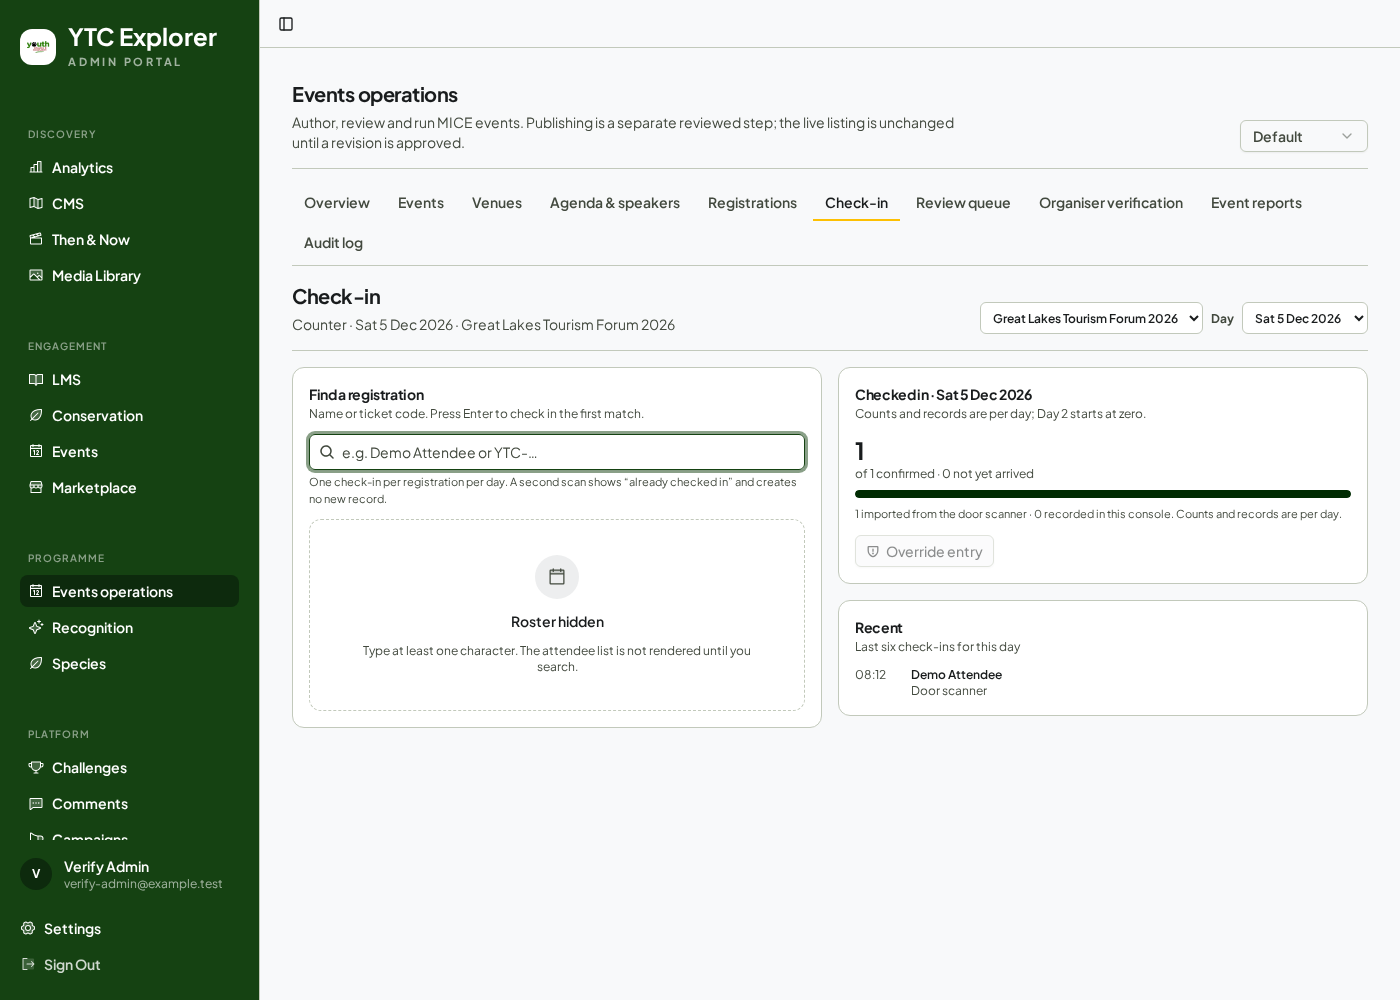 youth
YTC Explorer
ADMIN PORTAL
DISCOVERY
Analytics
CMS
Then & Now
Media Library
ENGAGEMENT
LMS
Conservation
Events
Marketplace
PROGRAMME
Events operations
Recognition
Species
PLATFORM
Challenges
Comments
Campaigns
V
Verify Admin
verify-admin@example.test
Settings
Sign Out
Events operations
Author, review and run MICE events. Publishing is a separate reviewed step; the live listing is unchanged
until a revision is approved.
Default
Overview
Events
Venues
Agenda & speakers
Registrations
Check-in
Review queue
Organiser verification
Event reports
Audit log
Check-in
Counter · Sat 5 Dec 2026 · Great Lakes Tourism Forum 2026
Great Lakes Tourism Forum 2026
Day
Sat 5 Dec 2026
Find a registration
Name or ticket code. Press Enter to check in the first match.
e.g. Demo Attendee or YTC-…
One check-in per registration per day. A second scan shows “already checked in” and creates
no new record.
Roster hidden
Type at least one character. The attendee list is not rendered until you
search.
Checked in · Sat 5 Dec 2026
Counts and records are per day; Day 2 starts at zero.
1
of 1 confirmed · 0 not yet arrived
1 imported from the door scanner · 0 recorded in this console. Counts and records are per day.
Override entry
Recent
Last six check-ins for this day
08:12
Demo Attendee
Door scanner